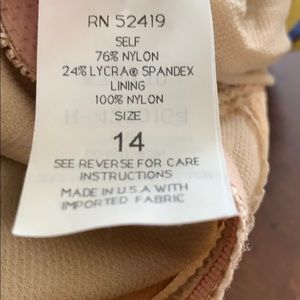 RN 52419
SELF
76% NYLON
24% LYCRA® SPANDEX
LINING
100% NYLON
SIZE
14
SEE REVERSE FOR CARE
INSTRUCTIONS
MADE IN U.S.A WITH
IMPORTED FABRIC